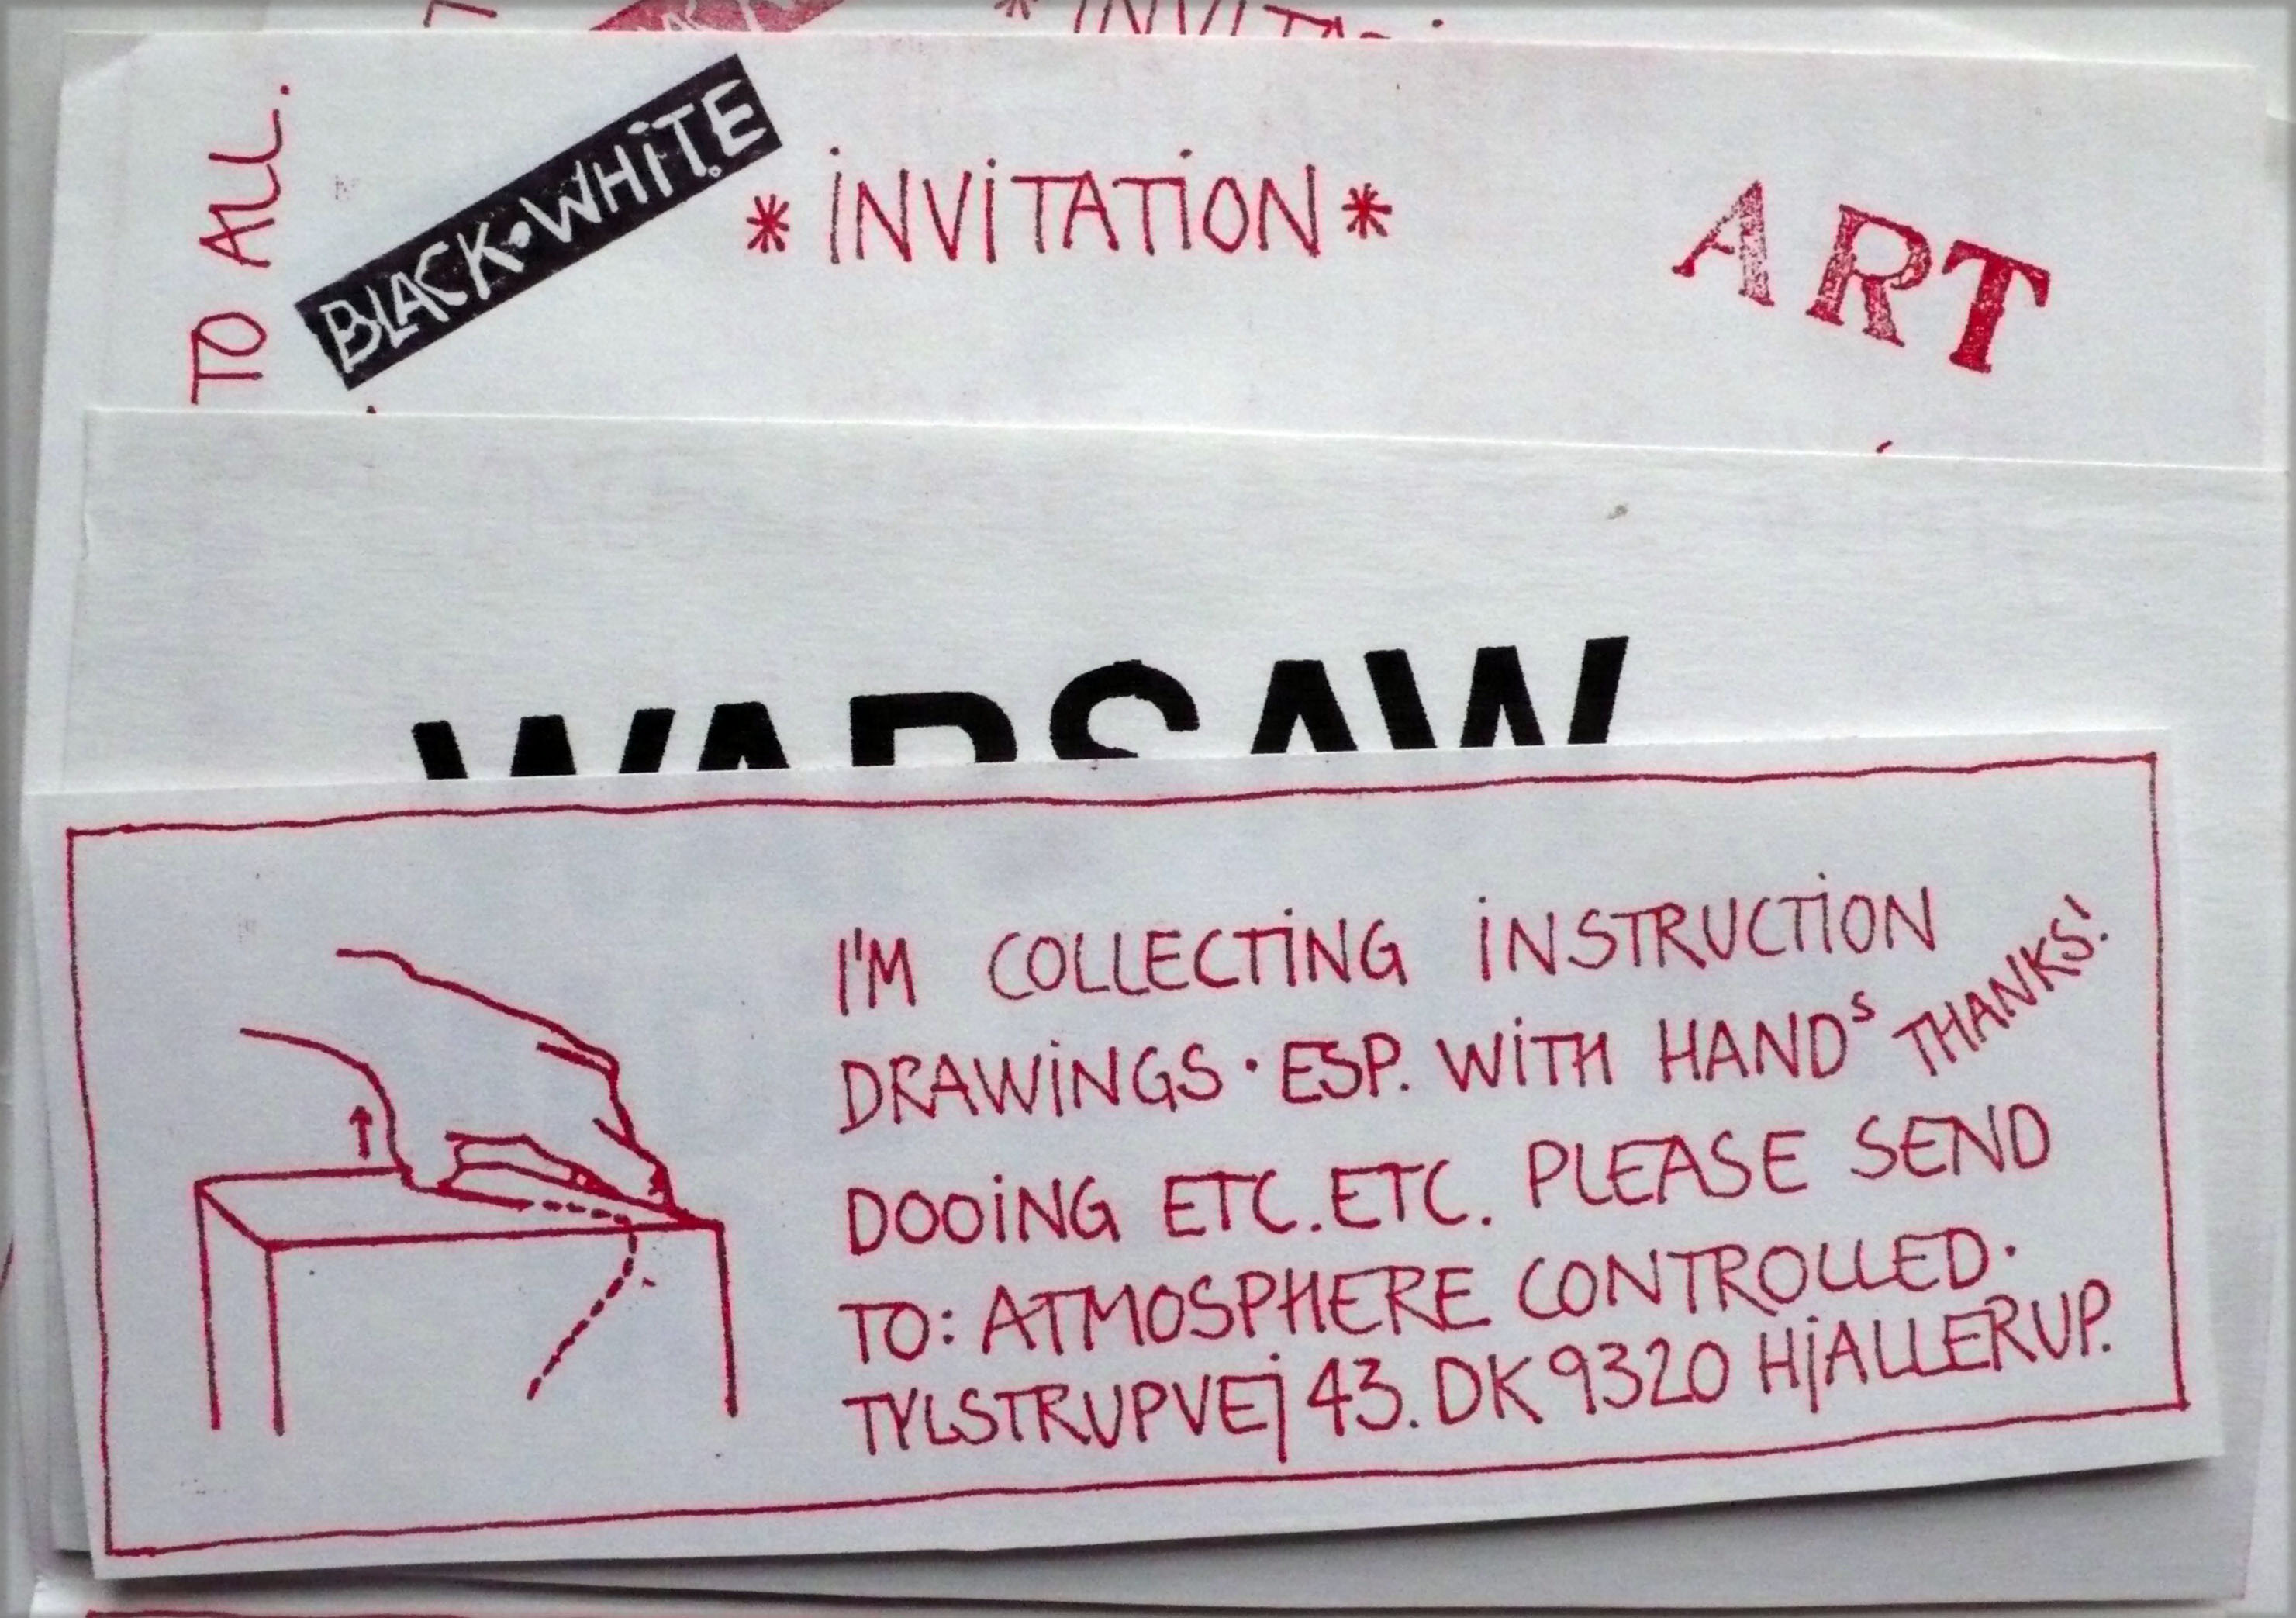 TO ALL.
BLACK•WHITE
* INVITATION *
ART
WARSAW
I'M COLLECTING INSTRUCTION
DRAWINGS • ESP. WITH HANDS THANKS!
DOOING ETC. ETC. PLEASE SEND
TO: ATMOSPHERE CONTROLLED.
TYLSTRUPVEj 43. DK 9320 HjALLERUP.